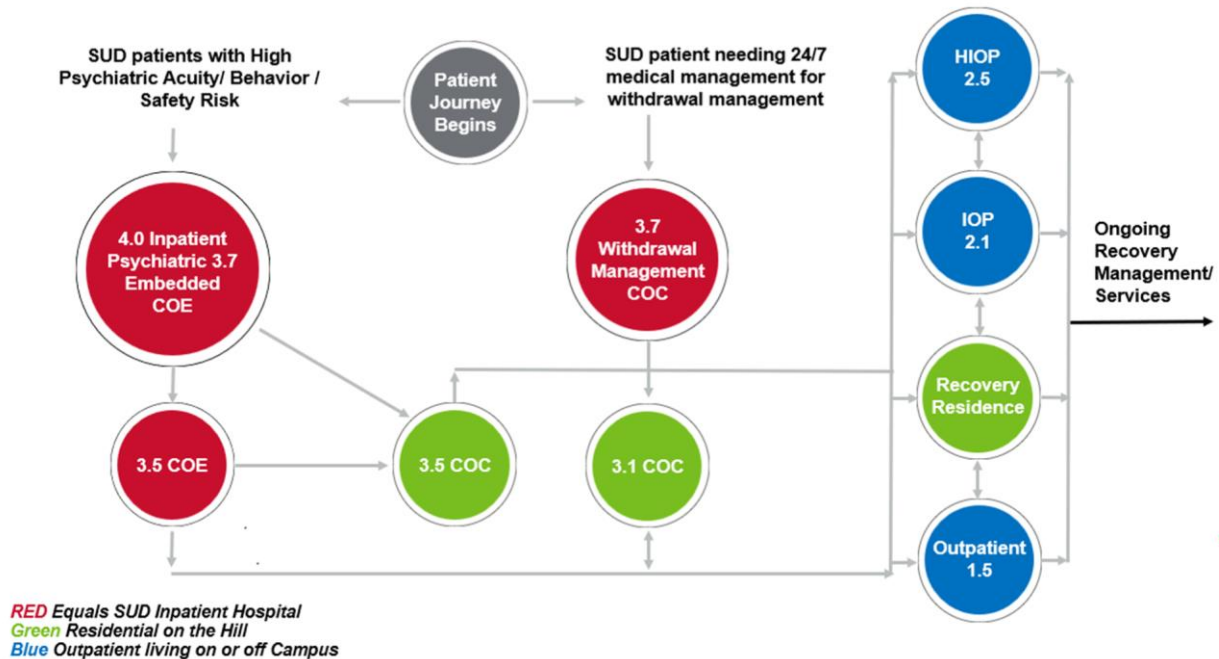 SUD patients with High
Psychiatric Acuity/ Behavior /
Safety Risk
Patient
Journey
Begins
SUD patient needing 24/7
medical management for
withdrawal management
HIOP
2.5
4.0 Inpatient
Psychiatric 3.7
Embedded
COE
3.7
Withdrawal
Management
COC
IOP
2.1
Ongoing
Recovery
Management/
Services
3.5 COE
3.5 COC
3.1 COC
Recovery
Residence
Outpatient
1.5
RED Equals SUD Inpatient Hospital
Green Residential on the Hill
Blue Outpatient living on or off Campus